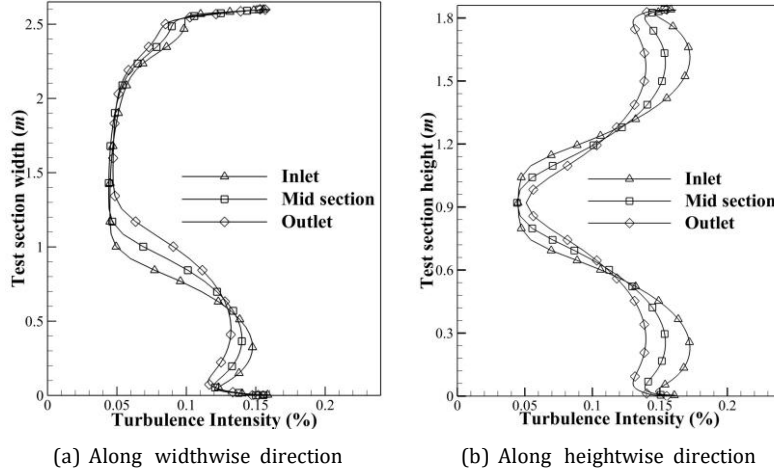 (a)
(b)
2.5
2
1.5
1
0.5
0
Test section width (m)
Inlet
Mid section
Outlet
0 0.05 0.1 0.15 0.2
Turbulence Intensity (%)
1.8
1.5
1.2
0.9
0.6
0.3
0
Test section height (m)
Inlet
Mid section
Outlet
0 0.05 0.1 0.15 0.2
Turbulence Intensity (%)
(a) Along widthwise direction
(b) Along heightwise direction